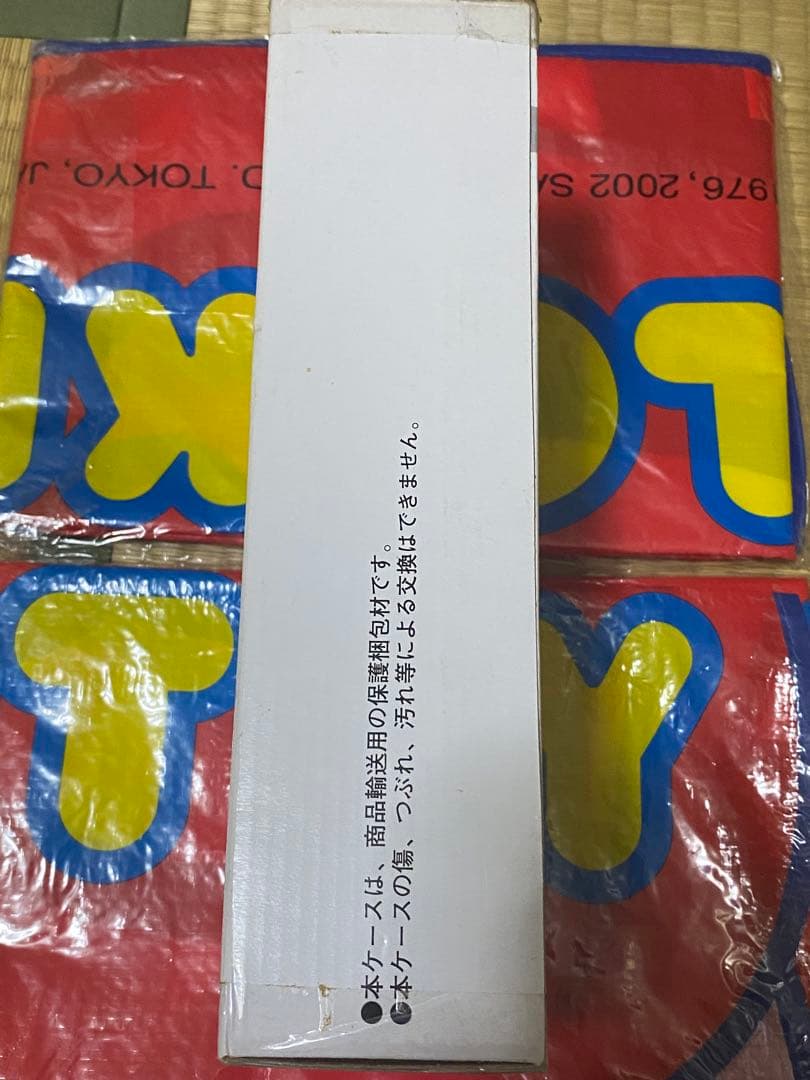 1976, 2002 SA
D. TOKYO, JA
LO
K
T
Y
●本ケースは、商品輸送用の保護梱包材です。
●本ケースの傷、つぶれ、汚れ等による交換はできません。